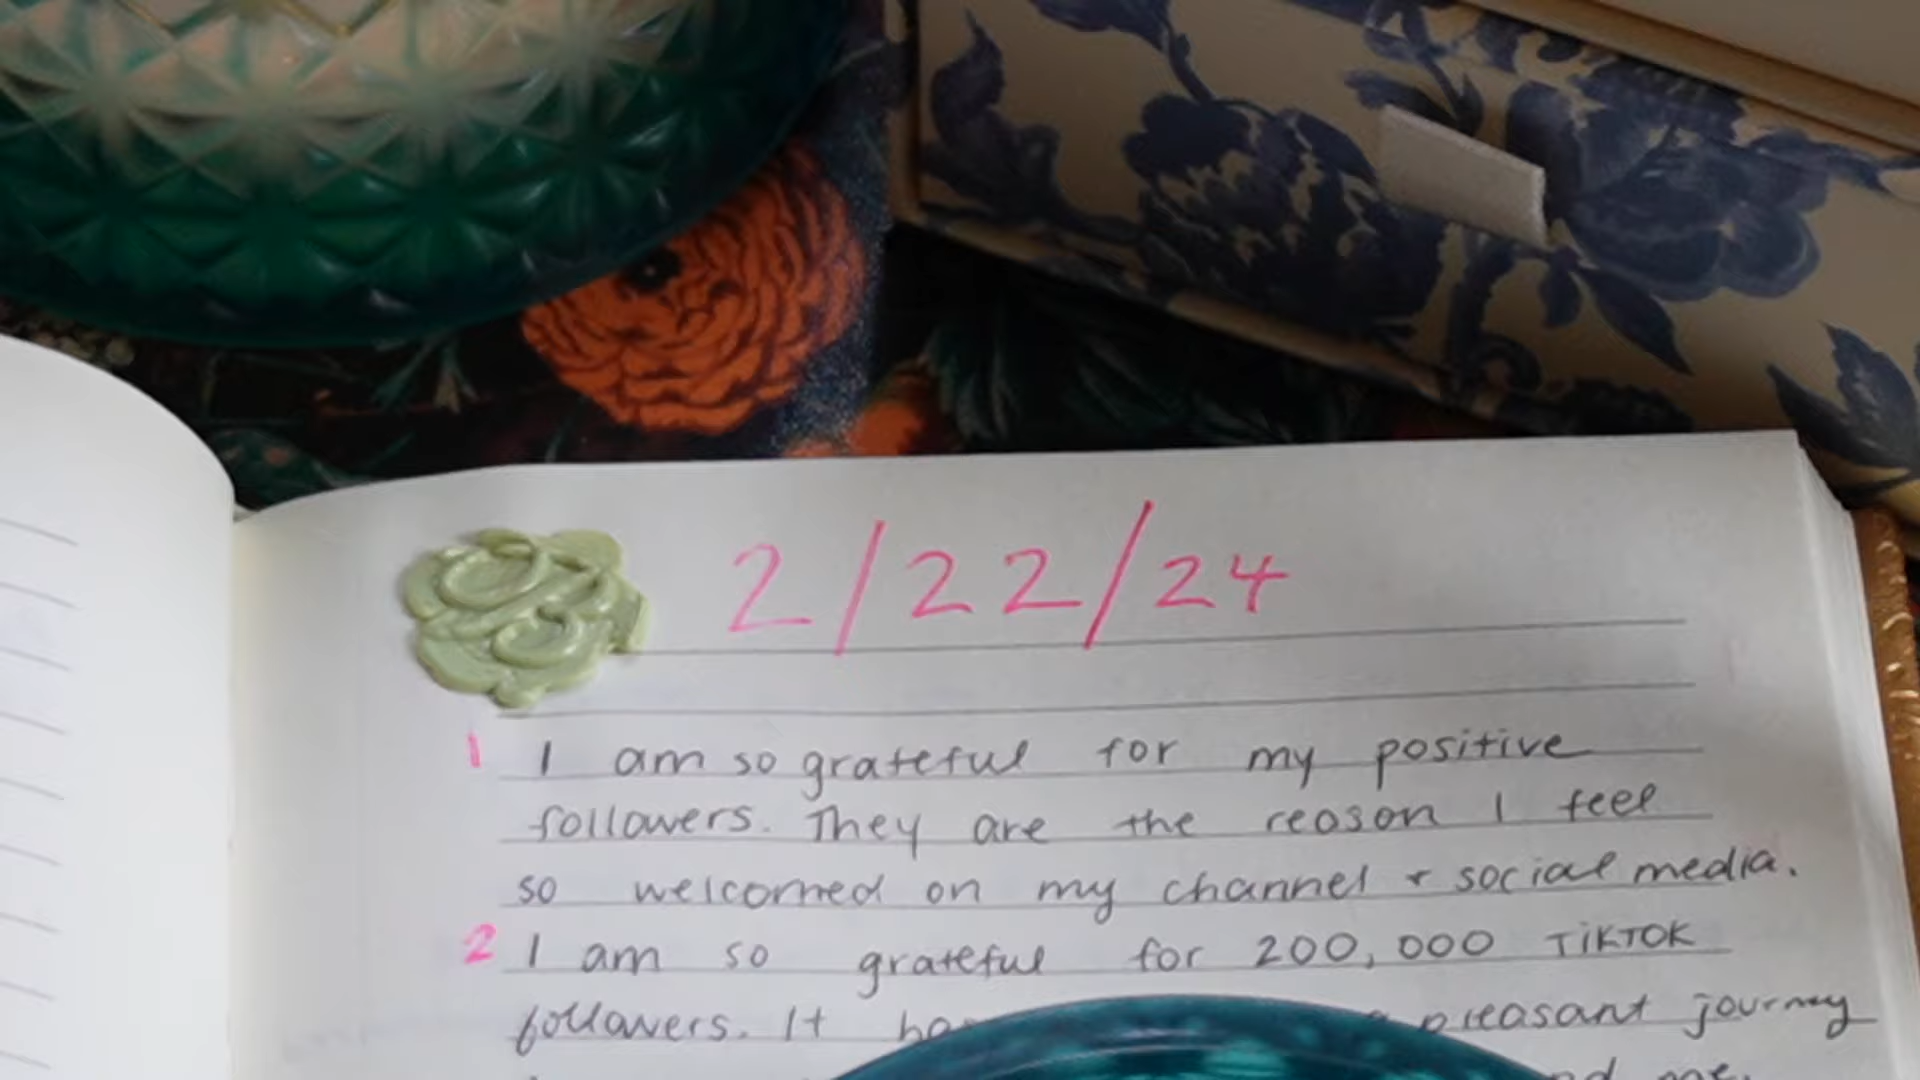 2/22/24
1 I am so grateful for my positive
followers. They are the reason I feel
so welcomed on my channel + social media.
2 I am so grateful for 200,000 TikTOK
followers. It pleasant journey